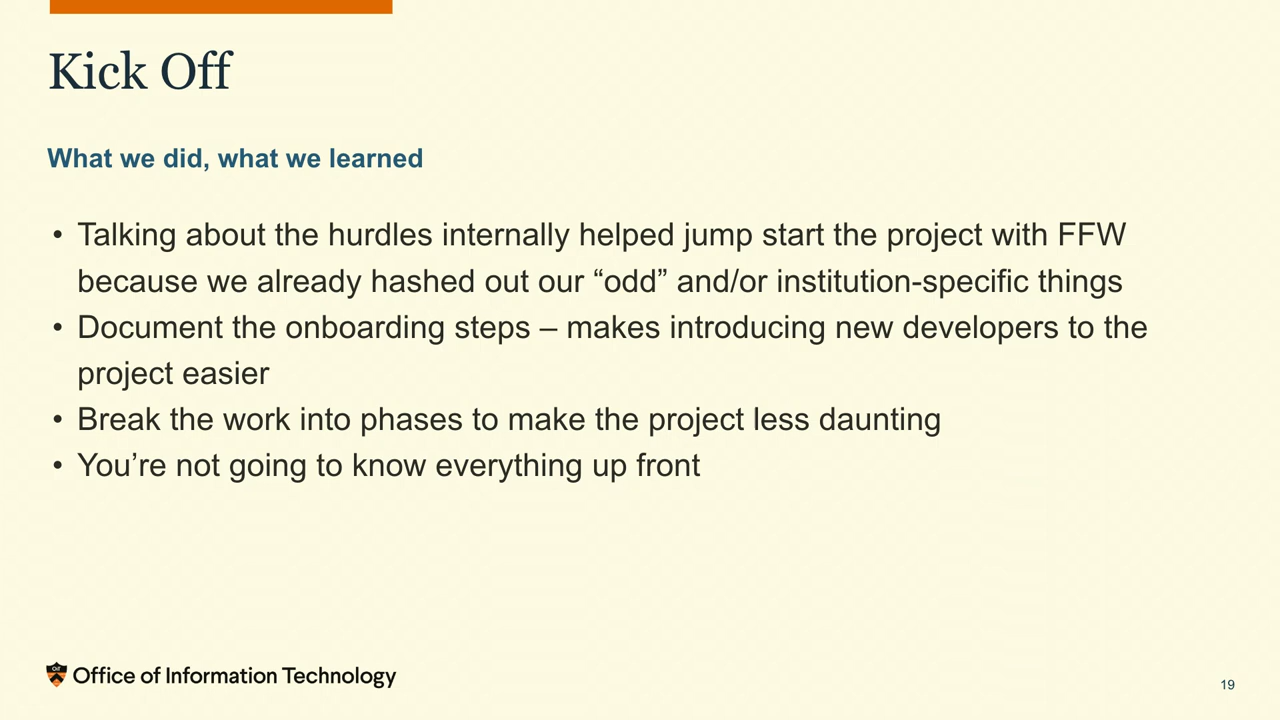 Kick Off
What we did, what we learned
• Talking about the hurdles internally helped jump start the project with FFW
because we already hashed out our “odd” and/or institution-specific things
• Document the onboarding steps – makes introducing new developers to the
project easier
• Break the work into phases to make the project less daunting
• You’re not going to know everything up front
Office of Information Technology
19